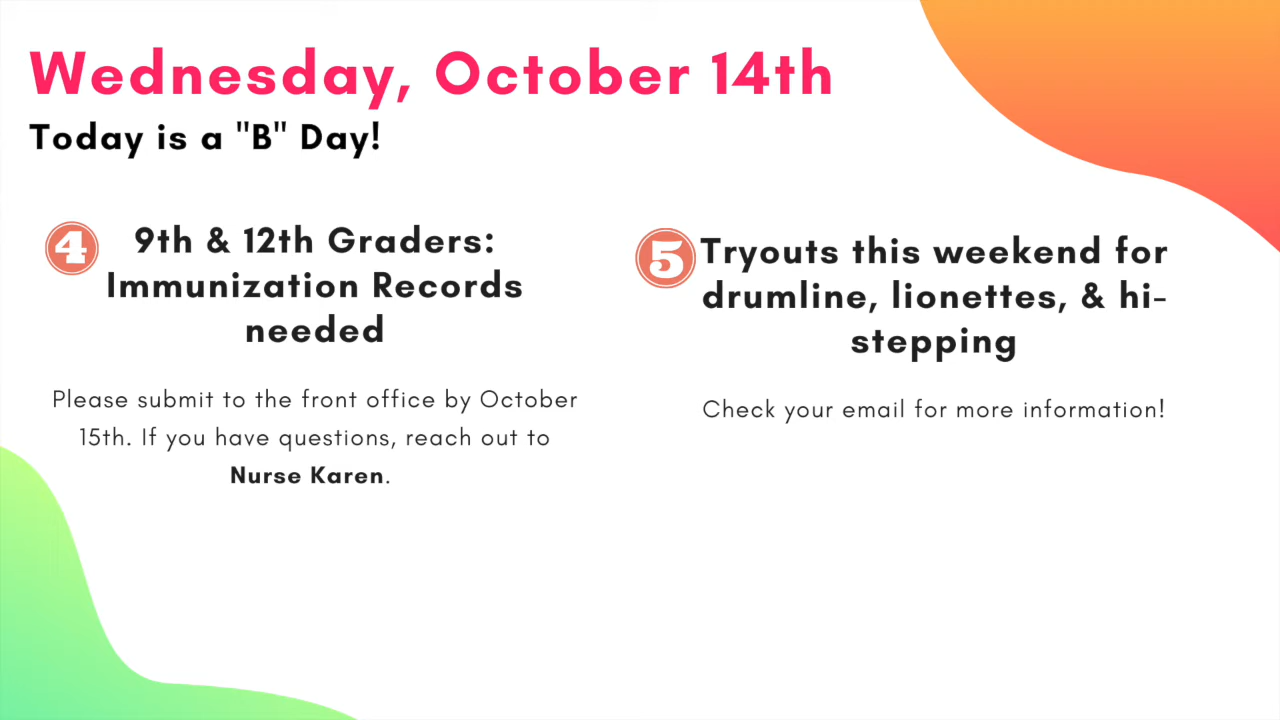 Wednesday, October 14th
Today is a "B" Day!
4
9th & 12th Graders:
Immunization Records
needed
Please submit to the front office by October
15th. If you have questions, reach out to
Nurse Karen.
5
Tryouts this weekend for
drumline, lionettes, & hi-
stepping
Check your email for more information!